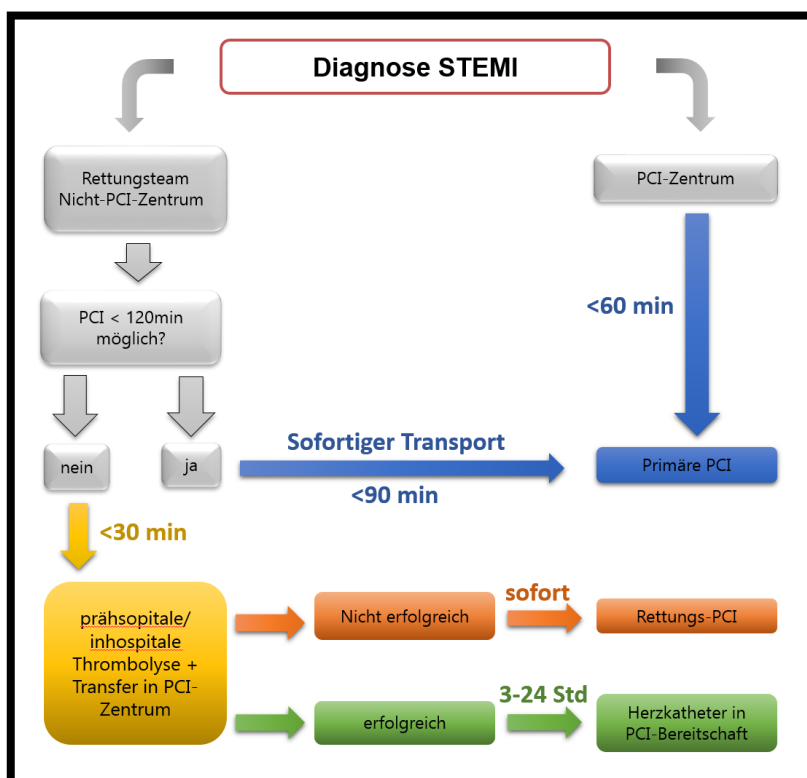 Diagnose STEMI
Rettungsteam
Nicht-PCI-Zentrum
PCI-Zentrum
PCI < 120min
möglich?
<60 min
nein
ja
Sofortiger Transport
<90 min
Primäre PCI
<30 min
prähsopitale/
inhospitale
Thrombolyse +
Transfer in PCI-
Zentrum
Nicht erfolgreich
sofort
Rettungs-PCI
erfolgreich
3-24 Std
Herzkatheter in
PCI-Bereitschaft